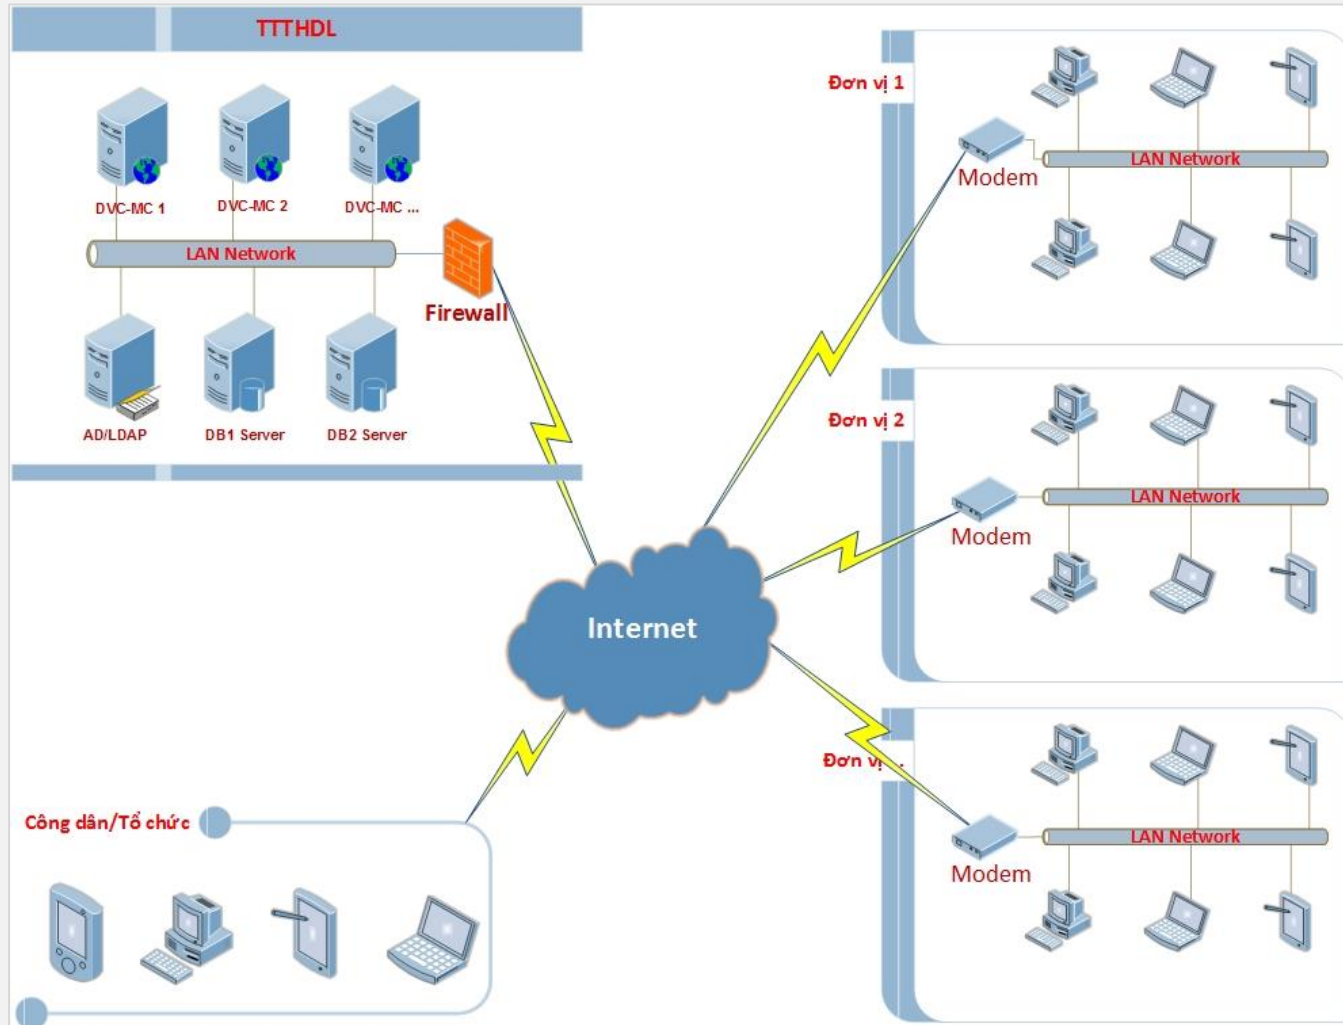 TTTHDL
DVC-MC 1
DVC-MC 2
DVC-MC ...
LAN Network
Firewall
AD/LDAP
DB1 Server
DB2 Server
Đơn vị 1
Modem
LAN Network
Đơn vị 2
Modem
LAN Network
Internet
Đơn vị ..
Modem
LAN Network
Công dân/Tổ chức